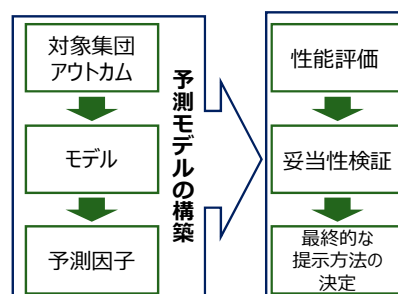 対象集団
アウトカム
モデル
予測因子
予測モデルの構築
性能評価
妥当性検証
最終的な
提示方法の
決定